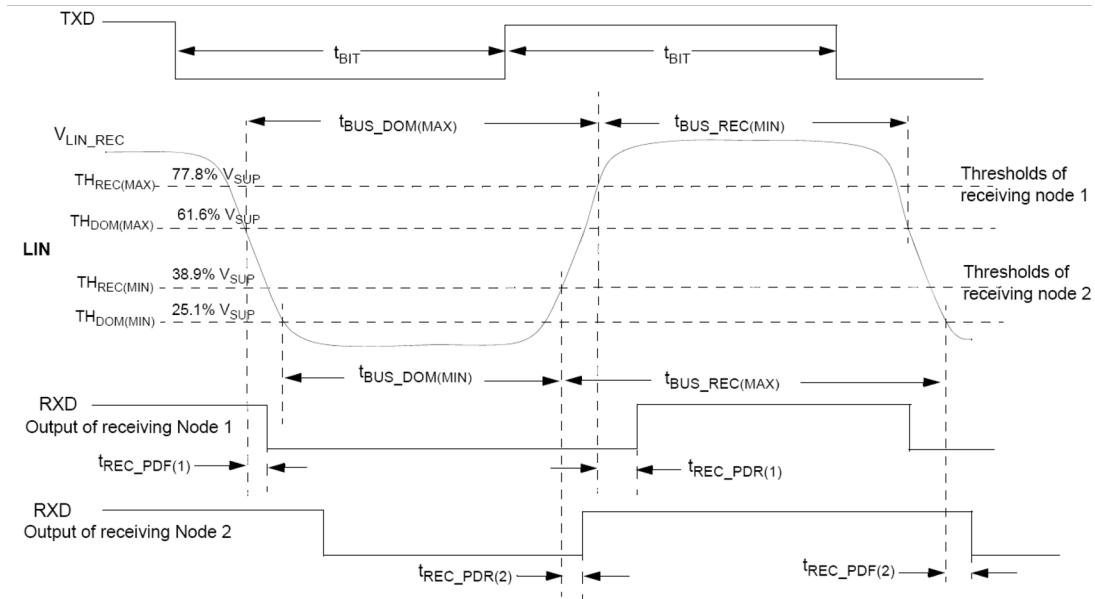 TXD
tBIT
tBIT
tBUS_DOM(MAX)
tBUS_REC(MIN)
VLIN_REC
THREC(MAX) 77.8% VSUP
Thresholds of
receiving node 1
THDOM(MAX) 61.6% VSUP
LIN
THREC(MIN) 38.9% VSUP
Thresholds of
receiving node 2
THDOM(MIN) 25.1% VSUP
tBUS_DOM(MIN)
tBUS_REC(MAX)
RXD
Output of receiving Node 1
tREC_PDF(1)
tREC_PDR(1)
RXD
Output of receiving Node 2
tREC_PDR(2)
tREC_PDF(2)